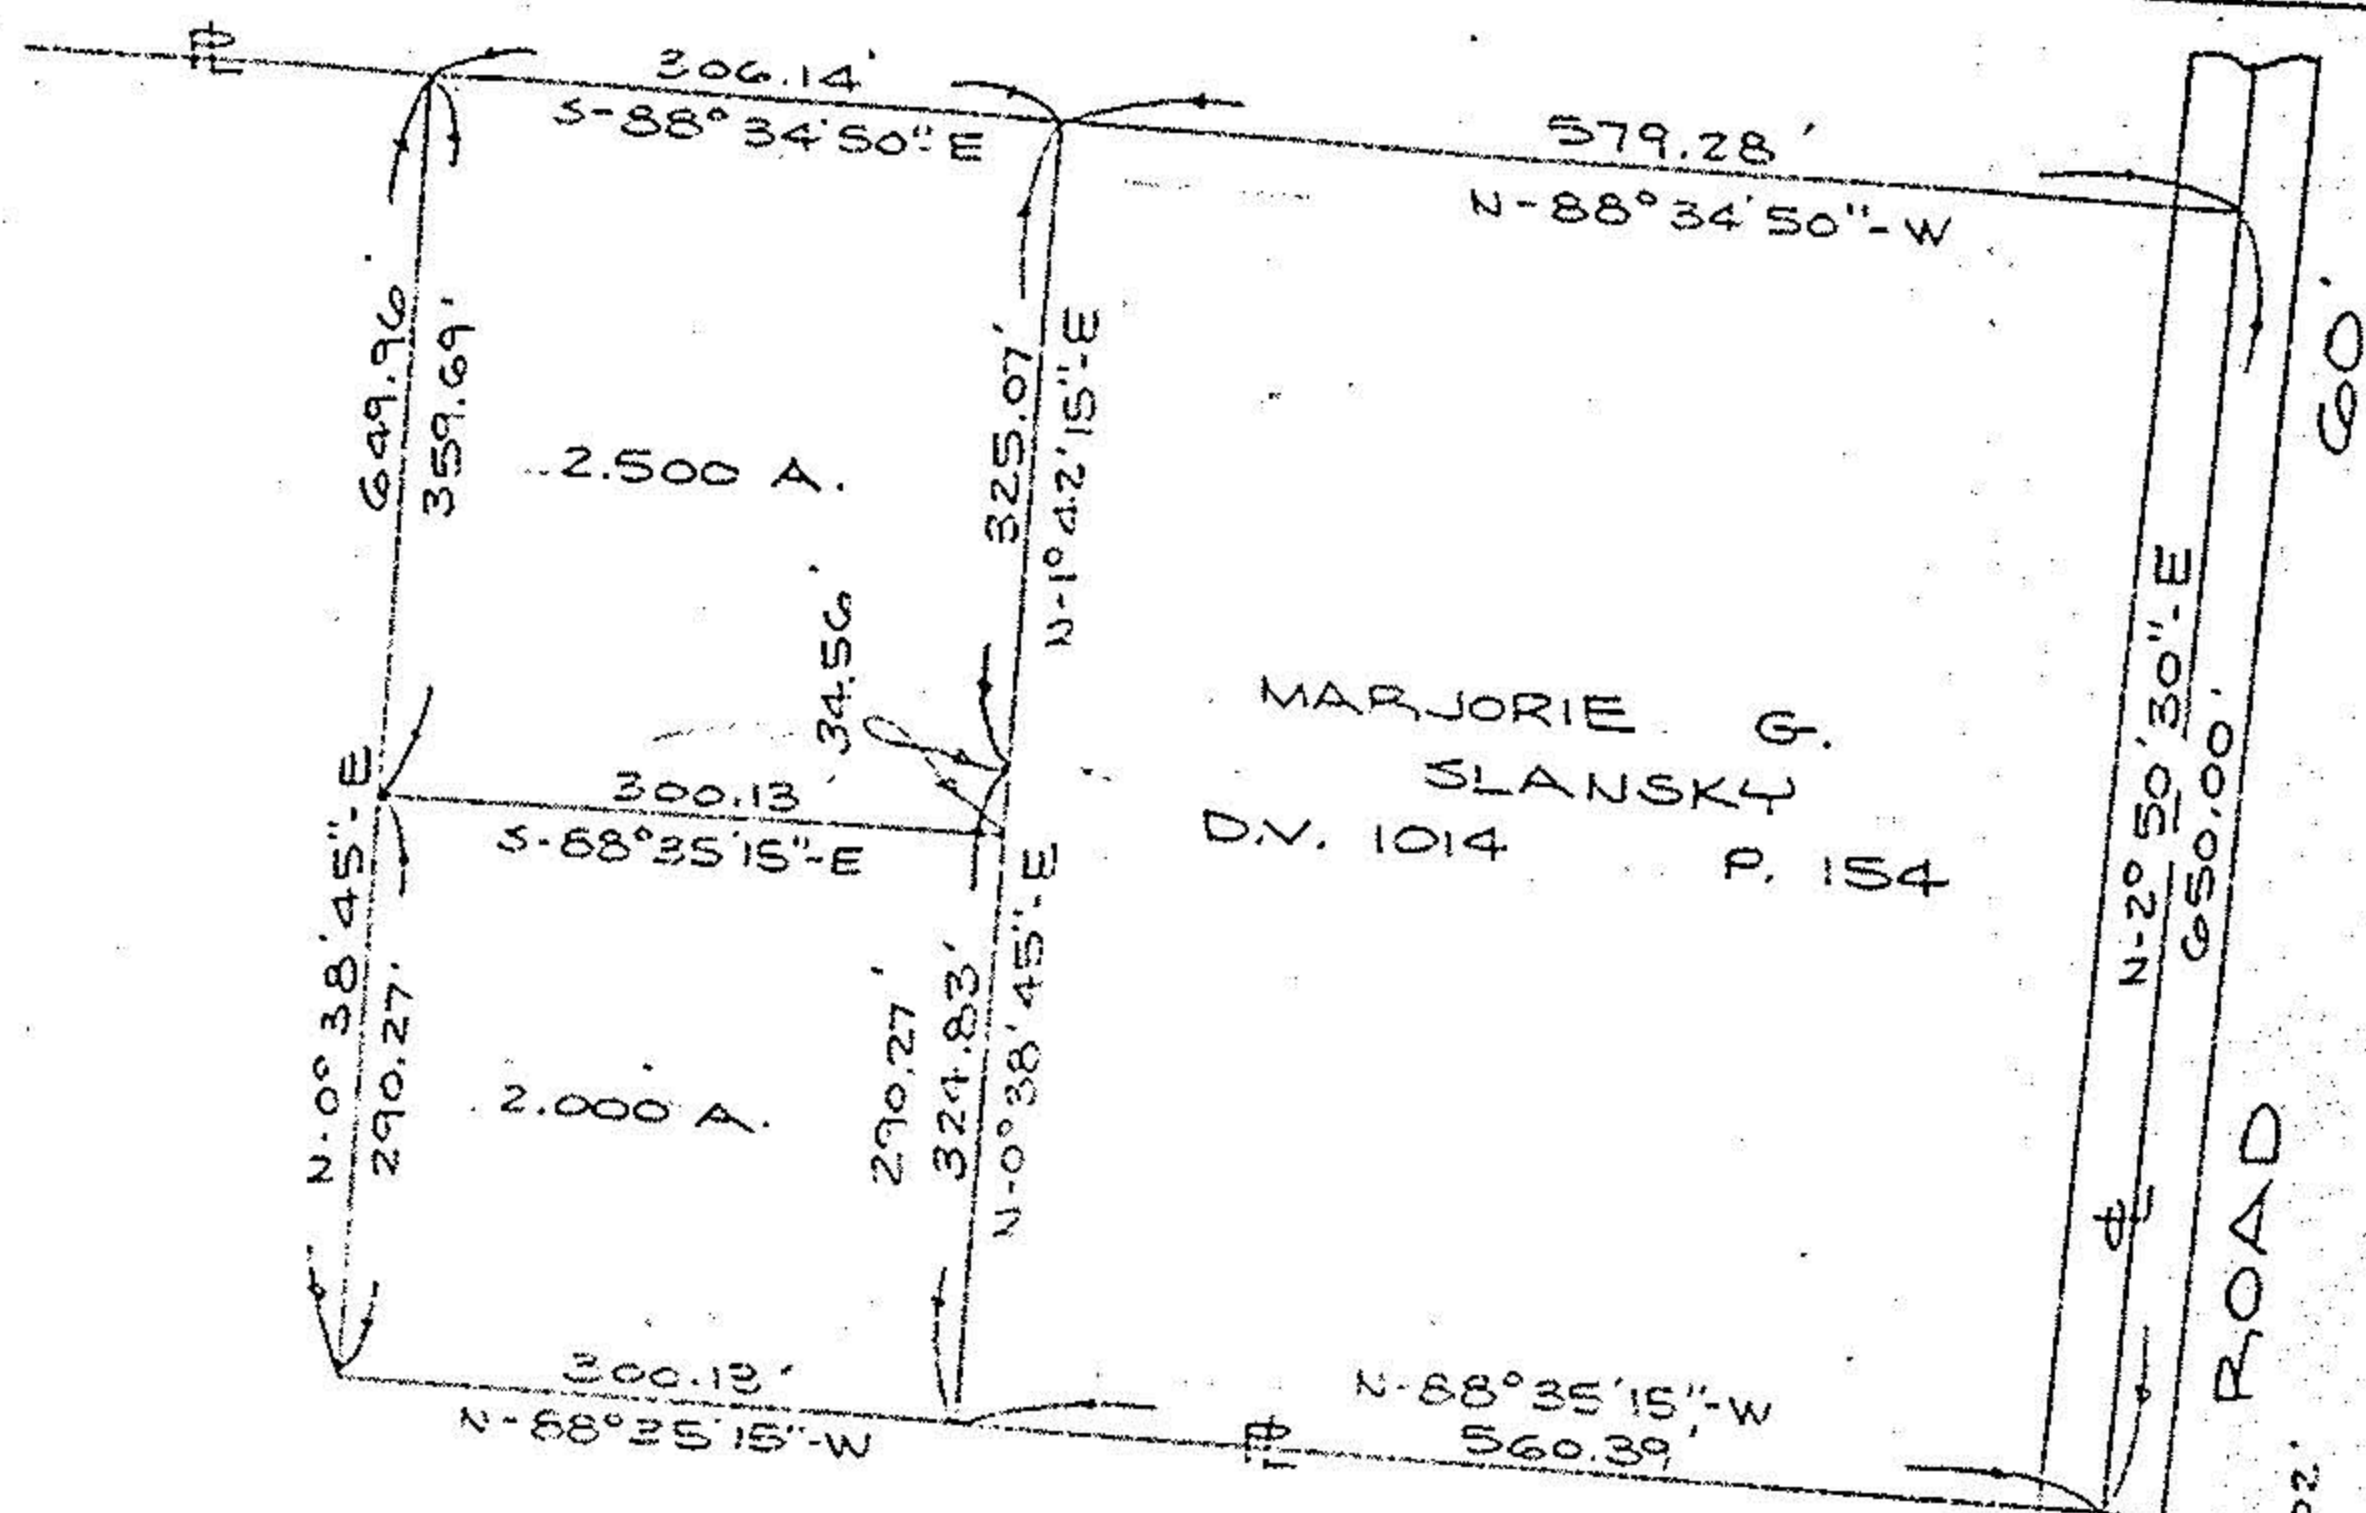 PL
306.14'
S-88° 34' 50"-E
579.28'
N-88° 34' 50"-W
60'
649.96'
359.69'
2.500 A.
325.07'
N-1° 42' 15"-E
34.56'
MARJORIE G.
SLANSKY
D.V. 1014 P. 154
N-2° 50' 30"-E
650.00'
300.13'
S-88° 35' 15"-E
N-0° 38' 45"-E
290.27'
2.000 A.
290.27'
324.83'
N-0° 38' 45"-E
CL
ROAD
300.13'
N-88° 35' 15"-W
PL
N-88° 35' 15"-W
560.39'